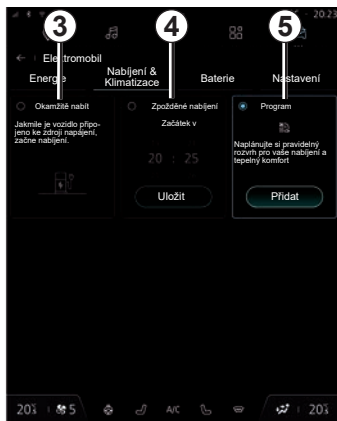 3
4
5
20:23
Elektromobil
Energie
Nabíjení &
Klimatizace
Baterie
Nastavení
Okamžitě nabít
Jakmile je vozidlo připo-
jeno ke zdroji napájení,
začne nabíjení.
Zpožděné nabíjení
Začátek v
20 : 25
Uložit
Program
Naplánujte si pravidelný
rozvrh pro vaše nabíjení a
tepelný komfort
Přidat
5
A/C